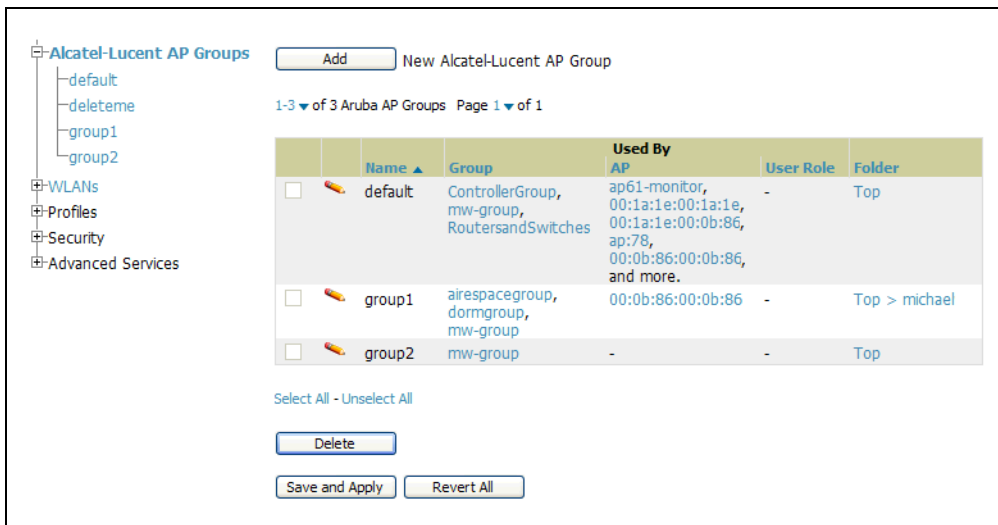 Alcatel-Lucent AP Groups
default
deleteme
group1
group2
WLANs
Profiles
Security
Advanced Services
Add New Alcatel-Lucent AP Group
1-3 of 3 Aruba AP Groups Page 1 of 1
Used By
Name Group AP User Role Folder
default ControllerGroup, ap61-monitor, - Top
mw-group, 00:1a:1e:00:1a:1e,
RoutersandSwitches 00:1a:1e:00:0b:86,
ap:78,
00:0b:86:00:0b:86,
and more.
group1 airespacegroup, 00:0b:86:00:0b:86 - Top > michael
dormgroup,
mw-group
group2 mw-group - - Top
Select All - Unselect All
Delete
Save and Apply Revert All